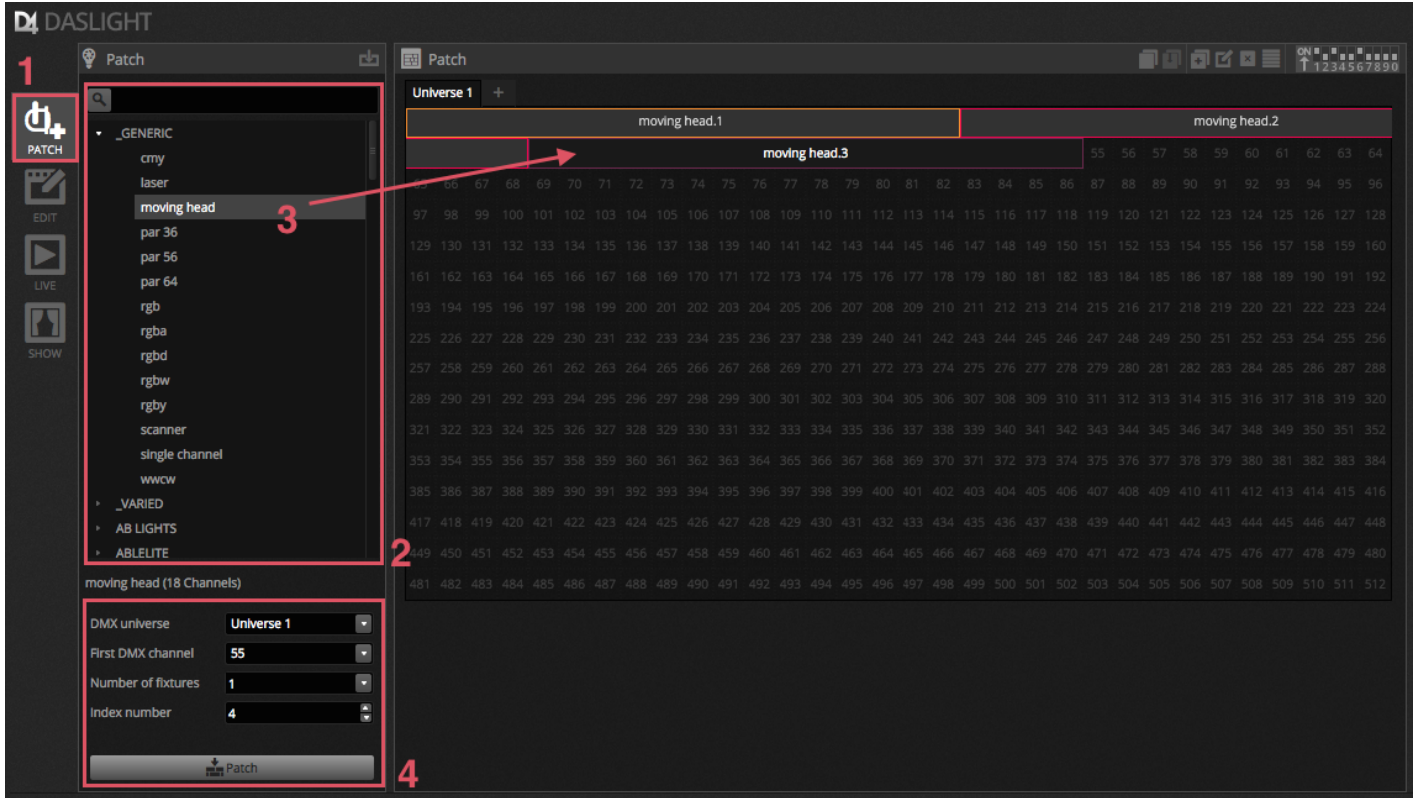 D4 DASLIGHT
1
PATCH
EDIT
LIVE
SHOW
Patch
_GENERIC
cmy
laser
moving head
par 36
par 56
par 64
rgb
rgba
rgbd
rgbw
rgby
scanner
single channel
wwcw
_VARIED
AB LIGHTS
ABLELITE
2
3
moving head (18 Channels)
DMX universe Universe 1
First DMX channel 55
Number of fixtures 1
Index number 4
Patch
4
Patch
ON
1234567890
Universe 1 +
moving head.1 moving head.2
moving head.3 55 56 57 58 59 60 61 62 63 64
65 66 67 68 69 70 71 72 73 74 75 76 77 78 79 80 81 82 83 84 85 86 87 88 89 90 91 92 93 94 95 96
97 98 99 100 101 102 103 104 105 106 107 108 109 110 111 112 113 114 115 116 117 118 119 120 121 122 123 124 125 126 127 128
129 130 131 132 133 134 135 136 137 138 139 140 141 142 143 144 145 146 147 148 149 150 151 152 153 154 155 156 157 158 159 160
161 162 163 164 165 166 167 168 169 170 171 172 173 174 175 176 177 178 179 180 181 182 183 184 185 186 187 188 189 190 191 192
193 194 195 196 197 198 199 200 201 202 203 204 205 206 207 208 209 210 211 212 213 214 215 216 217 218 219 220 221 222 223 224
225 226 227 228 229 230 231 232 233 234 235 236 237 238 239 240 241 242 243 244 245 246 247 248 249 250 251 252 253 254 255 256
257 258 259 260 261 262 263 264 265 266 267 268 269 270 271 272 273 274 275 276 277 278 279 280 281 282 283 284 285 286 287 288
289 290 291 292 293 294 295 296 297 298 299 300 301 302 303 304 305 306 307 308 309 310 311 312 313 314 315 316 317 318 319 320
321 322 323 324 325 326 327 328 329 330 331 332 333 334 335 336 337 338 339 340 341 342 343 344 345 346 347 348 349 350 351 352
353 354 355 356 357 358 359 360 361 362 363 364 365 366 367 368 369 370 371 372 373 374 375 376 377 378 379 380 381 382 383 384
385 386 387 388 389 390 391 392 393 394 395 396 397 398 399 400 401 402 403 404 405 406 407 408 409 410 411 412 413 414 415 416
417 418 419 420 421 422 423 424 425 426 427 428 429 430 431 432 433 434 435 436 437 438 439 440 441 442 443 444 445 446 447 448
449 450 451 452 453 454 455 456 457 458 459 460 461 462 463 464 465 466 467 468 469 470 471 472 473 474 475 476 477 478 479 480
481 482 483 484 485 486 487 488 489 490 491 492 493 494 495 496 497 498 499 500 501 502 503 504 505 506 507 508 509 510 511 512